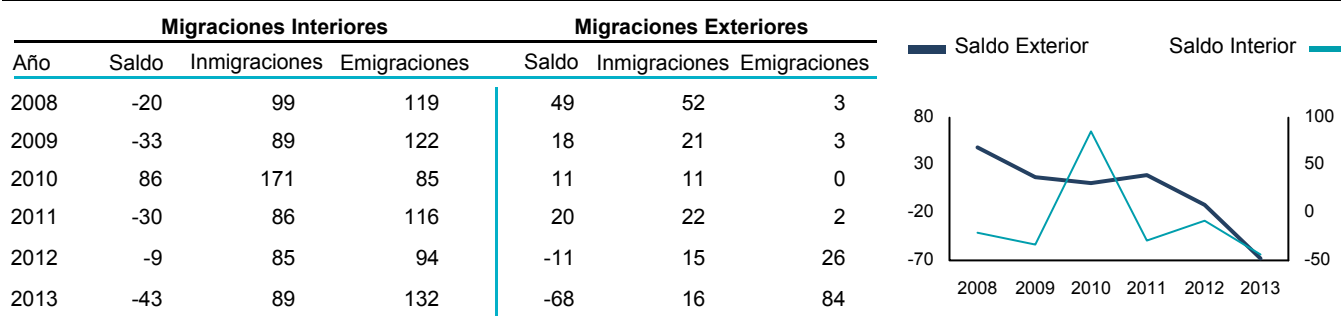 Migraciones Interiores Migraciones Exteriores
Año Saldo Inmigraciones Emigraciones Saldo Inmigraciones Emigraciones
2008 -20 99 119 49 52 3
2009 -33 89 122 18 21 3
2010 86 171 85 11 11 0
2011 -30 86 116 20 22 2
2012 -9 85 94 -11 15 26
2013 -43 89 132 -68 16 84
Saldo Exterior Saldo Interior
80 100
30 50
-20 0
-70 -50
2008 2009 2010 2011 2012 2013